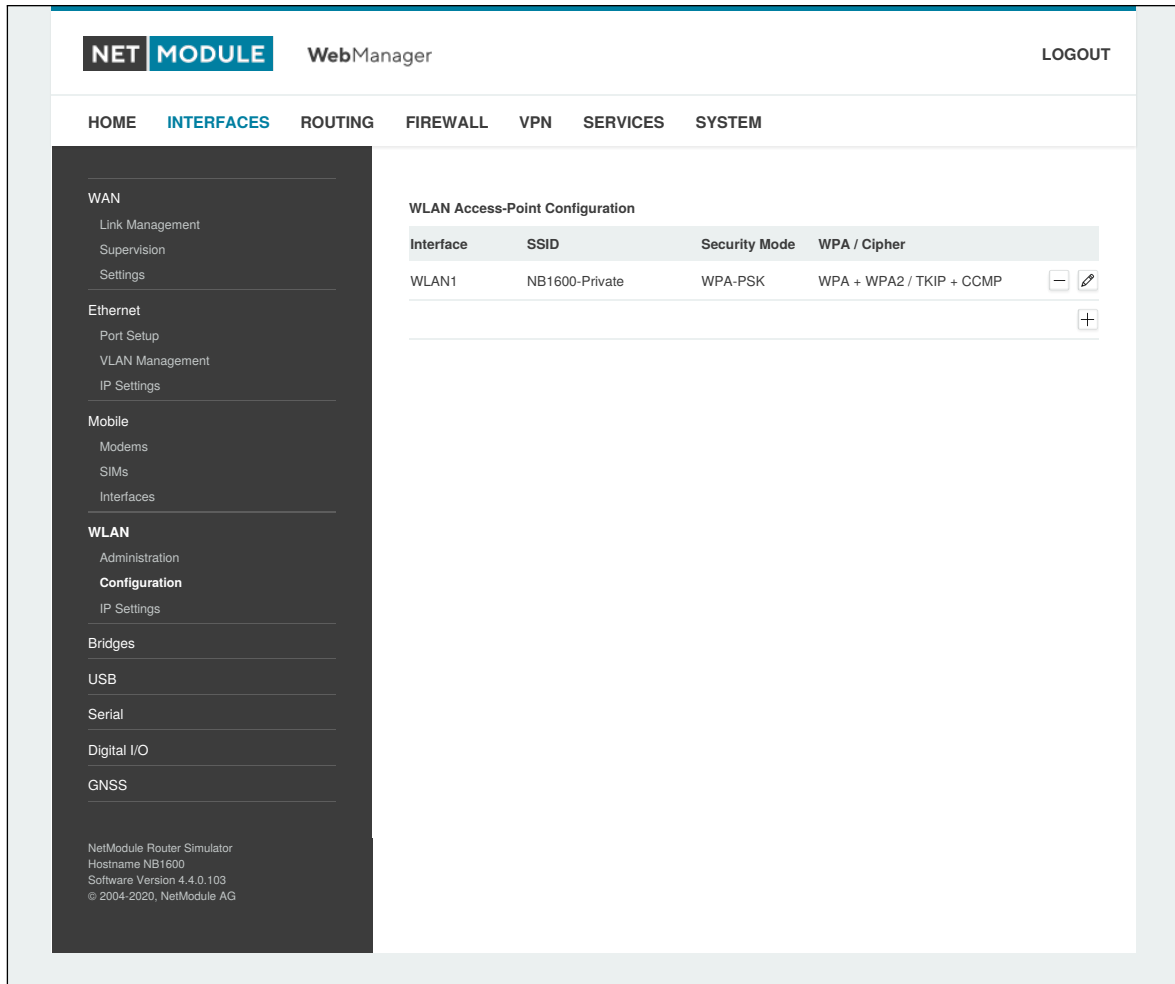 NET MODULE WebManager LOGOUT
HOME INTERFACES ROUTING FIREWALL VPN SERVICES SYSTEM
WAN
Link Management
Supervision
Settings
Ethernet
Port Setup
VLAN Management
IP Settings
Mobile
Modems
SIMs
Interfaces
WLAN
Administration
Configuration
IP Settings
Bridges
USB
Serial
Digital I/O
GNSS
NetModule Router Simulator
Hostname NB1600
Software Version 4.4.0.103
© 2004-2020, NetModule AG
WLAN Access-Point Configuration
Interface SSID Security Mode WPA / Cipher
WLAN1 NB1600-Private WPA-PSK WPA + WPA2 / TKIP + CCMP